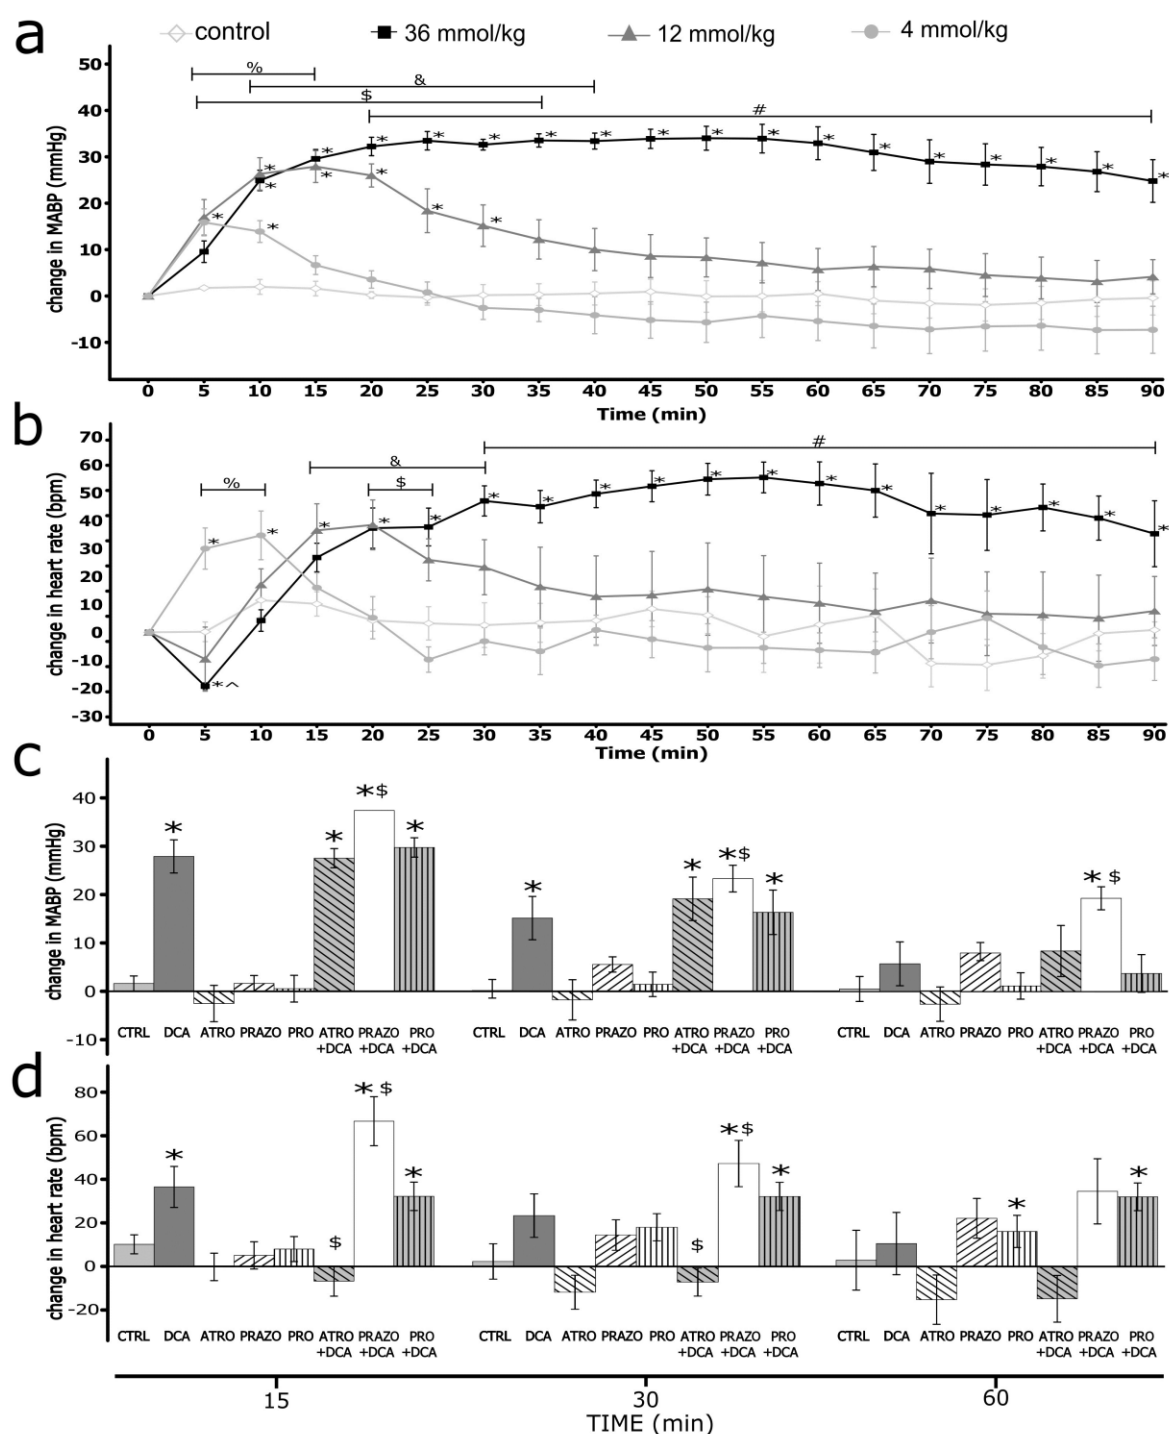 a
control 36 mmol/kg 12 mmol/kg 4 mmol/kg
change in MABP (mmHg)
50
40
30
20
10
0
-10
%
&
$
#
* * * * * * * * * * * * * * * * *
* * * * *
* *
0 5 10 15 20 25 30 35 40 45 50 55 60 65 70 75 80 85 90
Time (min)
b
change in heart rate (bpm)
70
60
50
40
30
20
10
0
-10
-20
-30
#
&
%
$
* *
* * * * * * * * * * * * * * * *
*^
0 5 10 15 20 25 30 35 40 45 50 55 60 65 70 75 80 85 90
Time (min)
c
change in MABP (mmHg)
40
30
20
10
0
-10
* * *$ *
* * *$ *
* $
CTRL DCA ATRO PRAZO PRO ATRO PRAZO PRO CTRL DCA ATRO PRAZO PRO ATRO PRAZO PRO CTRL DCA ATRO PRAZO PRO ATRO PRAZO PRO
+DCA +DCA +DCA +DCA +DCA +DCA +DCA +DCA +DCA
d
change in heart rate (bpm)
80
60
40
20
0
-20
* $ * $ *
$ *$ *
* *
CTRL DCA ATRO PRAZO PRO ATRO PRAZO PRO CTRL DCA ATRO PRAZO PRO ATRO PRAZO PRO CTRL DCA ATRO PRAZO PRO ATRO PRAZO PRO
+DCA +DCA +DCA +DCA +DCA +DCA +DCA +DCA +DCA
15 30 60
TIME (min)